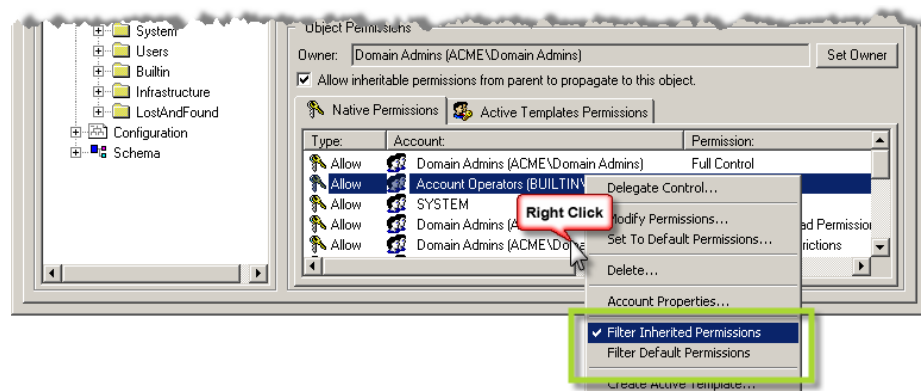 System
Object Permissions
Users
Owner: Domain Admins (ACME\Domain Admins) Set Owner
Builtin
Allow inheritable permissions from parent to propagate to this object.
Infrastructure
LostAndFound
Native Permissions Active Templates Permissions
Configuration
Type: Account: Permission:
Schema
Allow Domain Admins (ACME\Domain Admins) Full Control
Allow Account Operators (BUILTIN\
Allow SYSTEM
Allow Domain Admins (A ad Permission
Allow Domain Admins (ACME\Doma rictions
Right Click
Delegate Control...
Modify Permissions...
Set To Default Permissions...
Delete...
Account Properties...
Filter Inherited Permissions
Filter Default Permissions
Create Active Template...